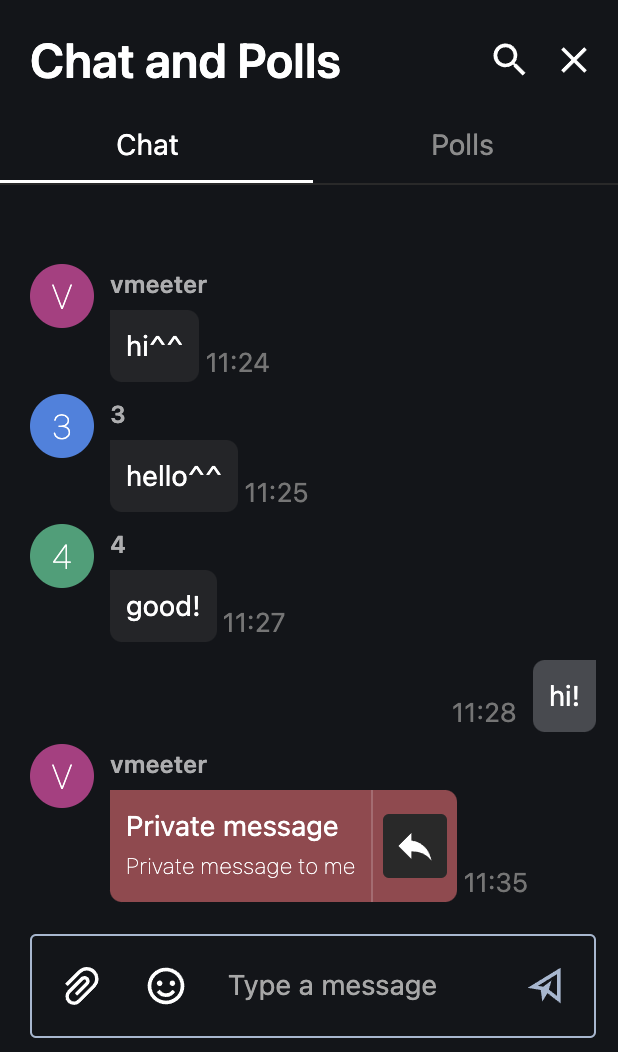 Chat and Polls
Chat Polls
V vmeeter
hi^^ 11:24
3 3
hello^^ 11:25
4 4
good! 11:27
11:28 hi!
V vmeeter
Private message
Private message to me 11:35
Type a message